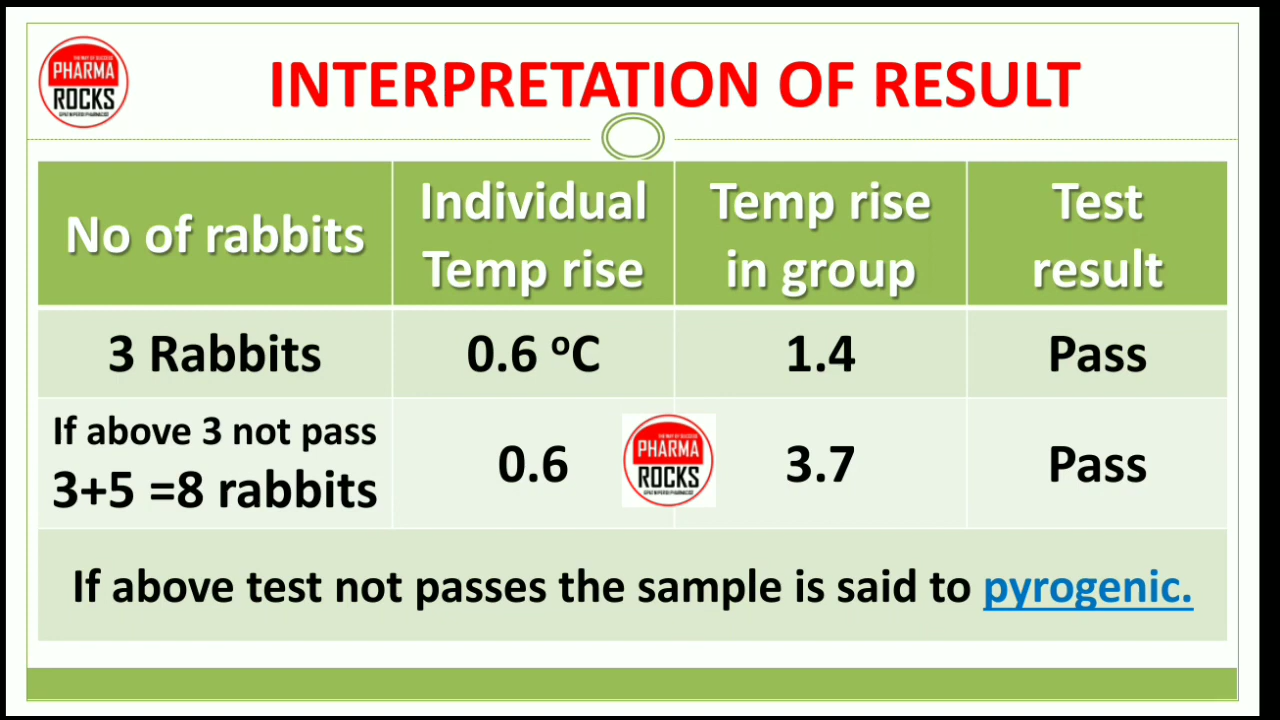 PHARMA
ROCKS
INTERPRETATION OF RESULT
No of rabbits
Individual
Temp rise
Temp rise
in group
Test
result
3 Rabbits
0.6 ºC
1.4
Pass
If above 3 not pass
3+5 =8 rabbits
0.6
PHARMA
ROCKS
3.7
Pass
If above test not passes the sample is said to pyrogenic.